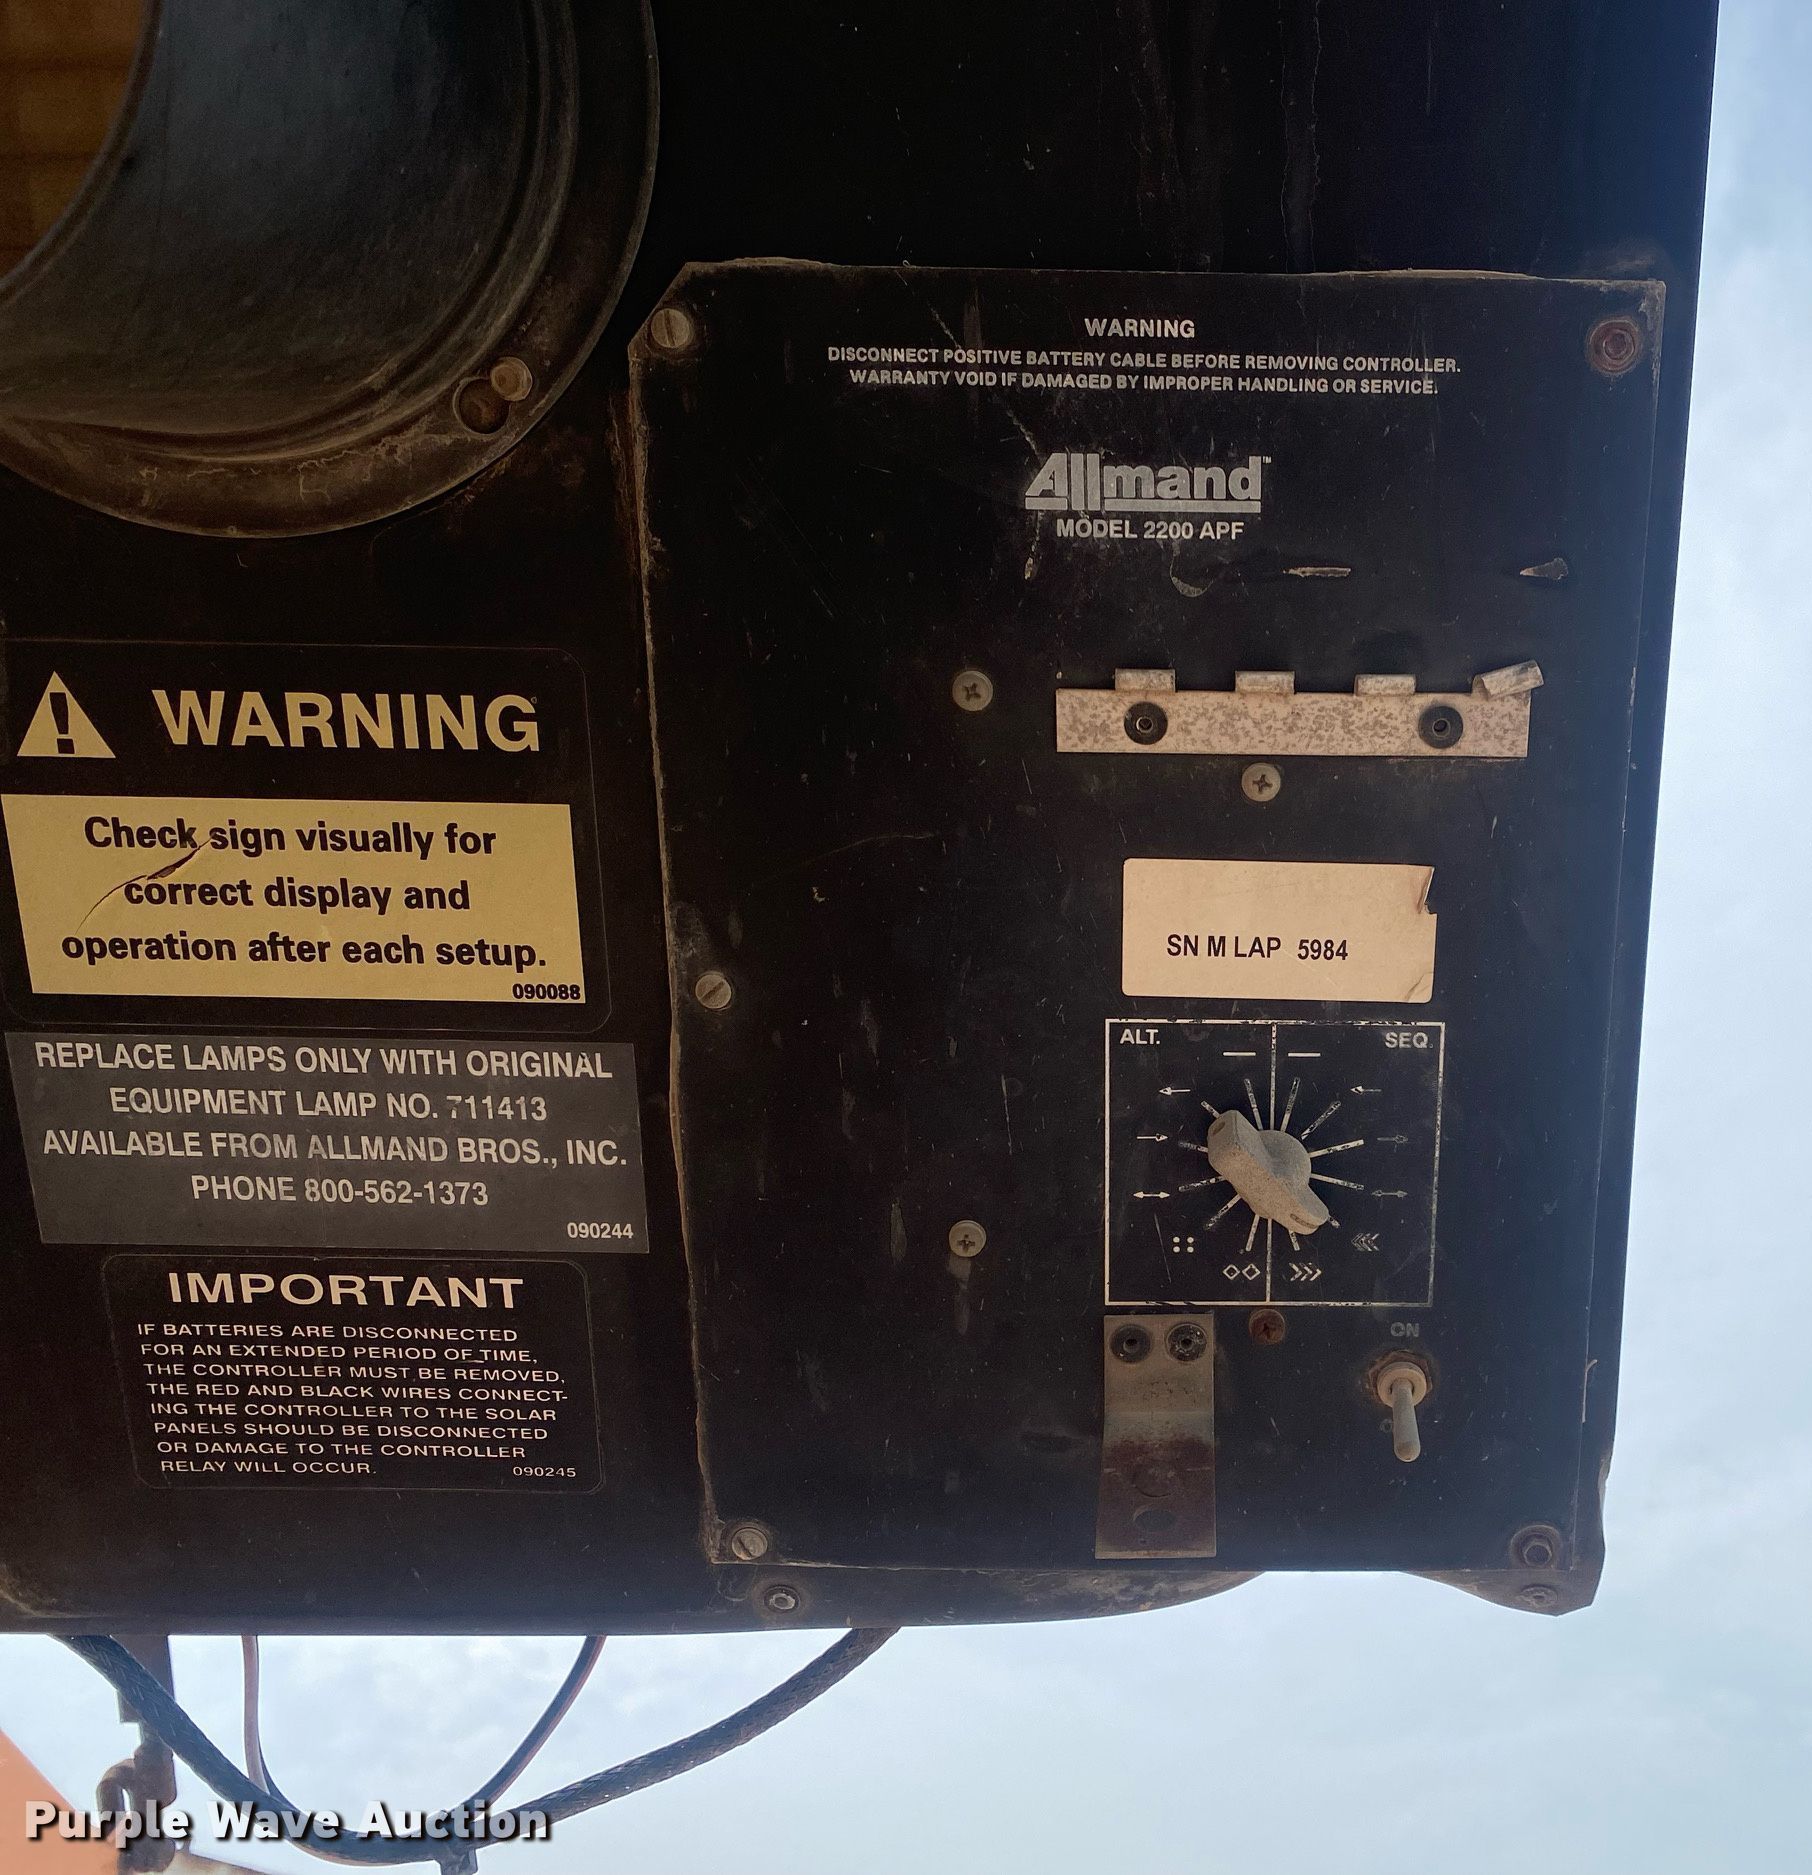 WARNING
DISCONNECT POSITIVE BATTERY CABLE BEFORE REMOVING CONTROLLER.
WARRANTY VOID IF DAMAGED BY IMPROPER HANDLING OR SERVICE.
Allmand™
MODEL 2200 APF
WARNING
Check sign visually for
correct display and
operation after each setup.
090088
SN M LAP 5984
REPLACE LAMPS ONLY WITH ORIGINAL
EQUIPMENT LAMP NO. 711413
AVAILABLE FROM ALLMAND BROS., INC.
PHONE 800-562-1373
090244
ALT. SEQ.
IMPORTANT
IF BATTERIES ARE DISCONNECTED
FOR AN EXTENDED PERIOD OF TIME,
THE CONTROLLER MUST BE REMOVED,
THE RED AND BLACK WIRES CONNECT-
ING THE CONTROLLER TO THE SOLAR
PANELS SHOULD BE DISCONNECTED
OR DAMAGE TO THE CONTROLLER
RELAY WILL OCCUR. 090245
ON
Purple Wave Auction